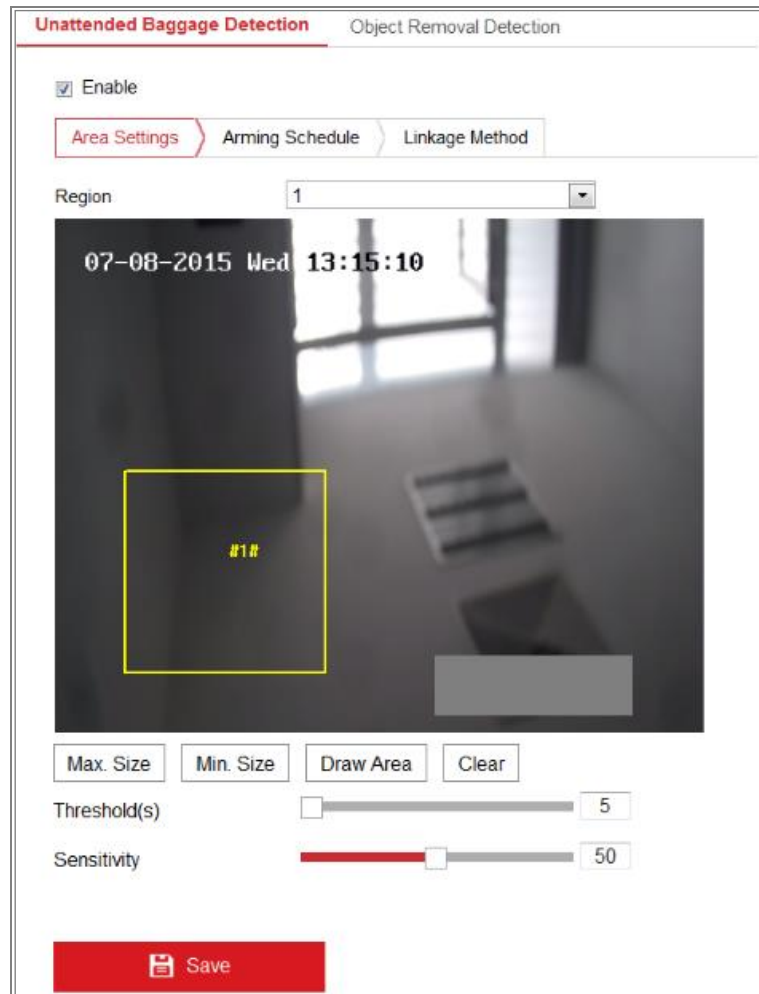 Unattended Baggage Detection Object Removal Detection
Enable
Area Settings Arming Schedule Linkage Method
Region 1
07-08-2015 Wed 13:15:10
#1#
Max. Size Min. Size Draw Area Clear
Threshold(s) 5
Sensitivity 50
Save